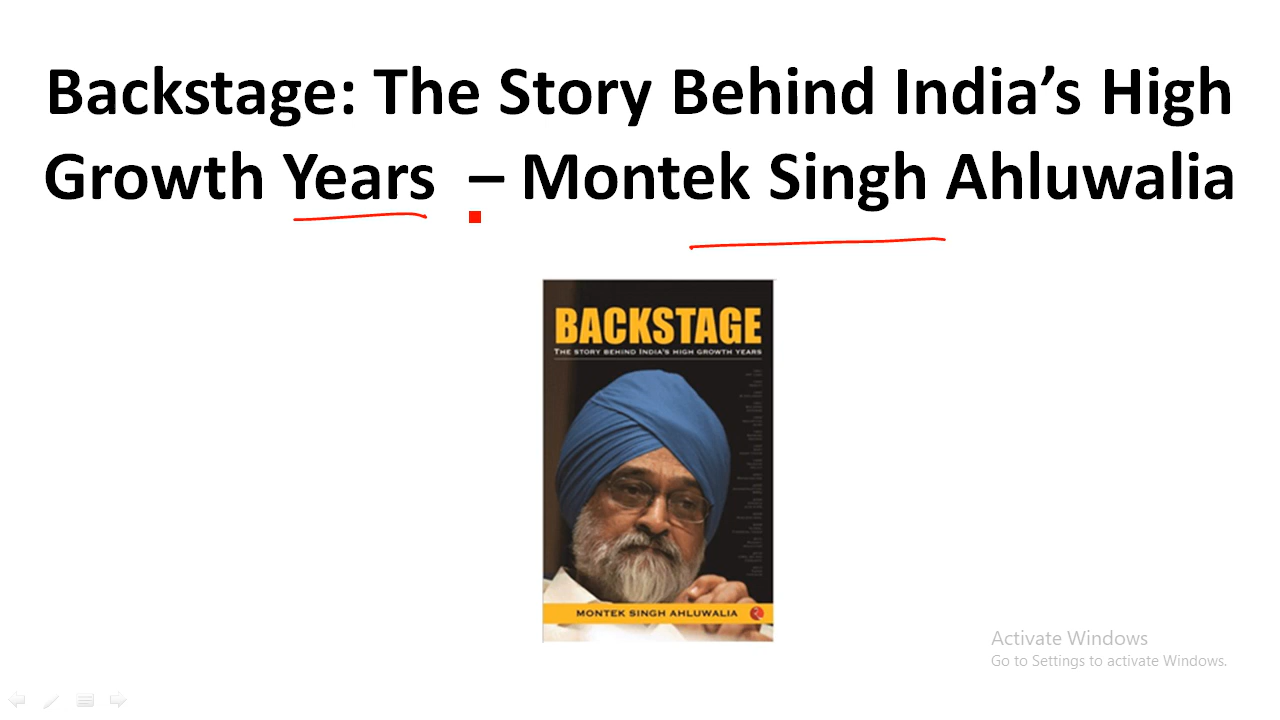 Backstage: The Story Behind India’s High
Growth Years – Montek Singh Ahluwalia
BACKSTAGE
THE STORY BEHIND INDIA'S HIGH GROWTH YEARS
MONTEK SINGH AHLUWALIA
Activate Windows
Go to Settings to activate Windows.